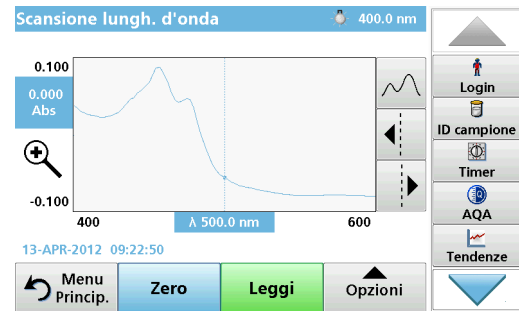 Scansione lungh. d'onda
400.0 nm
0.100
0.000
Abs
-0.100
400
λ 500.0 nm
600
13-APR-2012 09:22:50
Menu
Princip.
Zero
Leggi
Opzioni
Login
ID campione
Timer
AQA
Tendenze